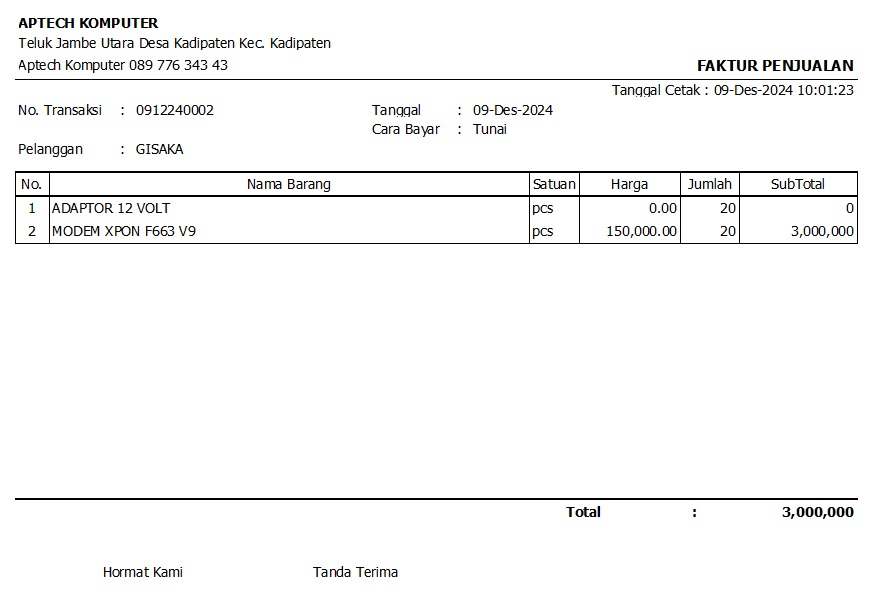 APTECH KOMPUTER
Teluk Jambe Utara Desa Kadipaten Kec. Kadipaten
Aptech Komputer 089 776 343 43
FAKTUR PENJUALAN
Tanggal Cetak : 09-Des-2024 10:01:23
No. Transaksi : 0912240002 Tanggal : 09-Des-2024
Cara Bayar : Tunai
Pelanggan : GISAKA
No. Nama Barang Satuan Harga Jumlah SubTotal
1 ADAPTOR 12 VOLT pcs 0.00 20 0
2 MODEM XPON F663 V9 pcs 150,000.00 20 3,000,000
Total : 3,000,000
Hormat Kami Tanda Terima